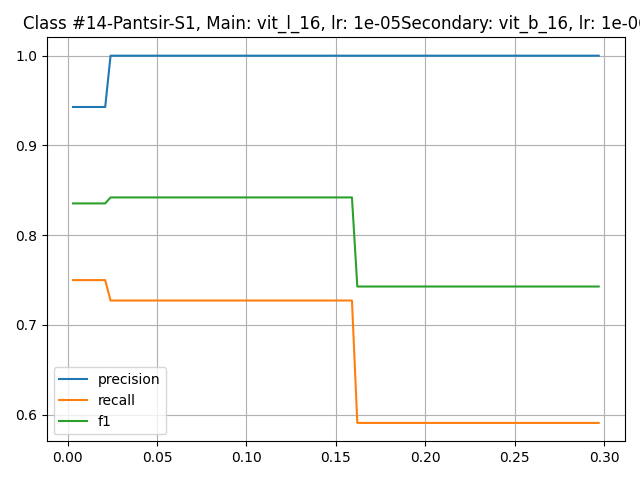 Class #14-Pantsir-S1, Main: vit_l_16, lr: 1e-05Secondary: vit_b_16, lr: 1e-0
1.0
0.9
0.8
0.7
0.6
precision
recall
f1
0.00 0.05 0.10 0.15 0.20 0.25 0.30